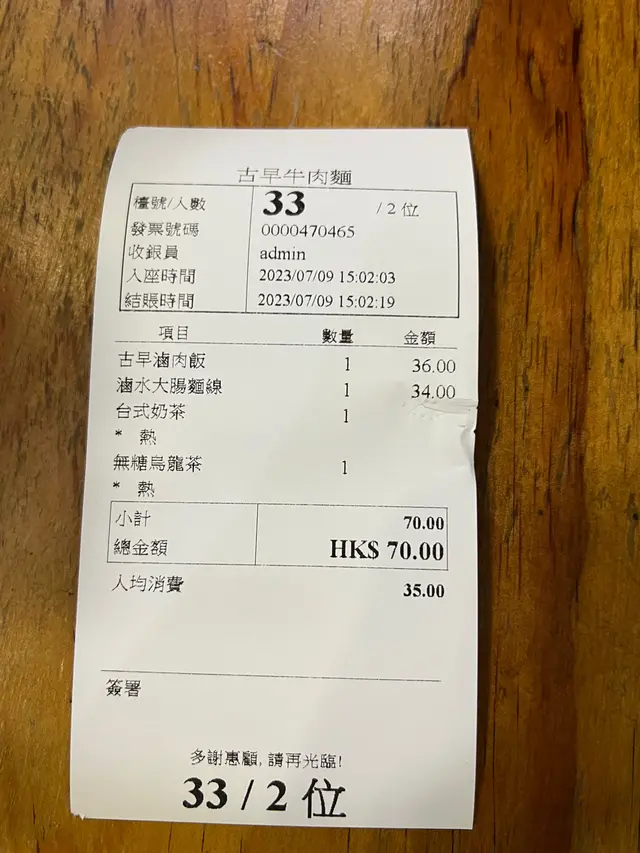 古早牛肉麵
檯號/人數 33 / 2 位
發票號碼 0000470465
收銀員 admin
入座時間 2023/07/09 15:02:03
結賬時間 2023/07/09 15:02:19
項目 數量 金額
古早滷肉飯 1 36.00
滷水大腸麵線 1 34.00
台式奶茶 1
* 熱
無糖烏龍茶 1
* 熱
小計 70.00
總金額 HK$ 70.00
人均消費 35.00
簽署
多謝惠顧, 請再光臨!
33 / 2 位